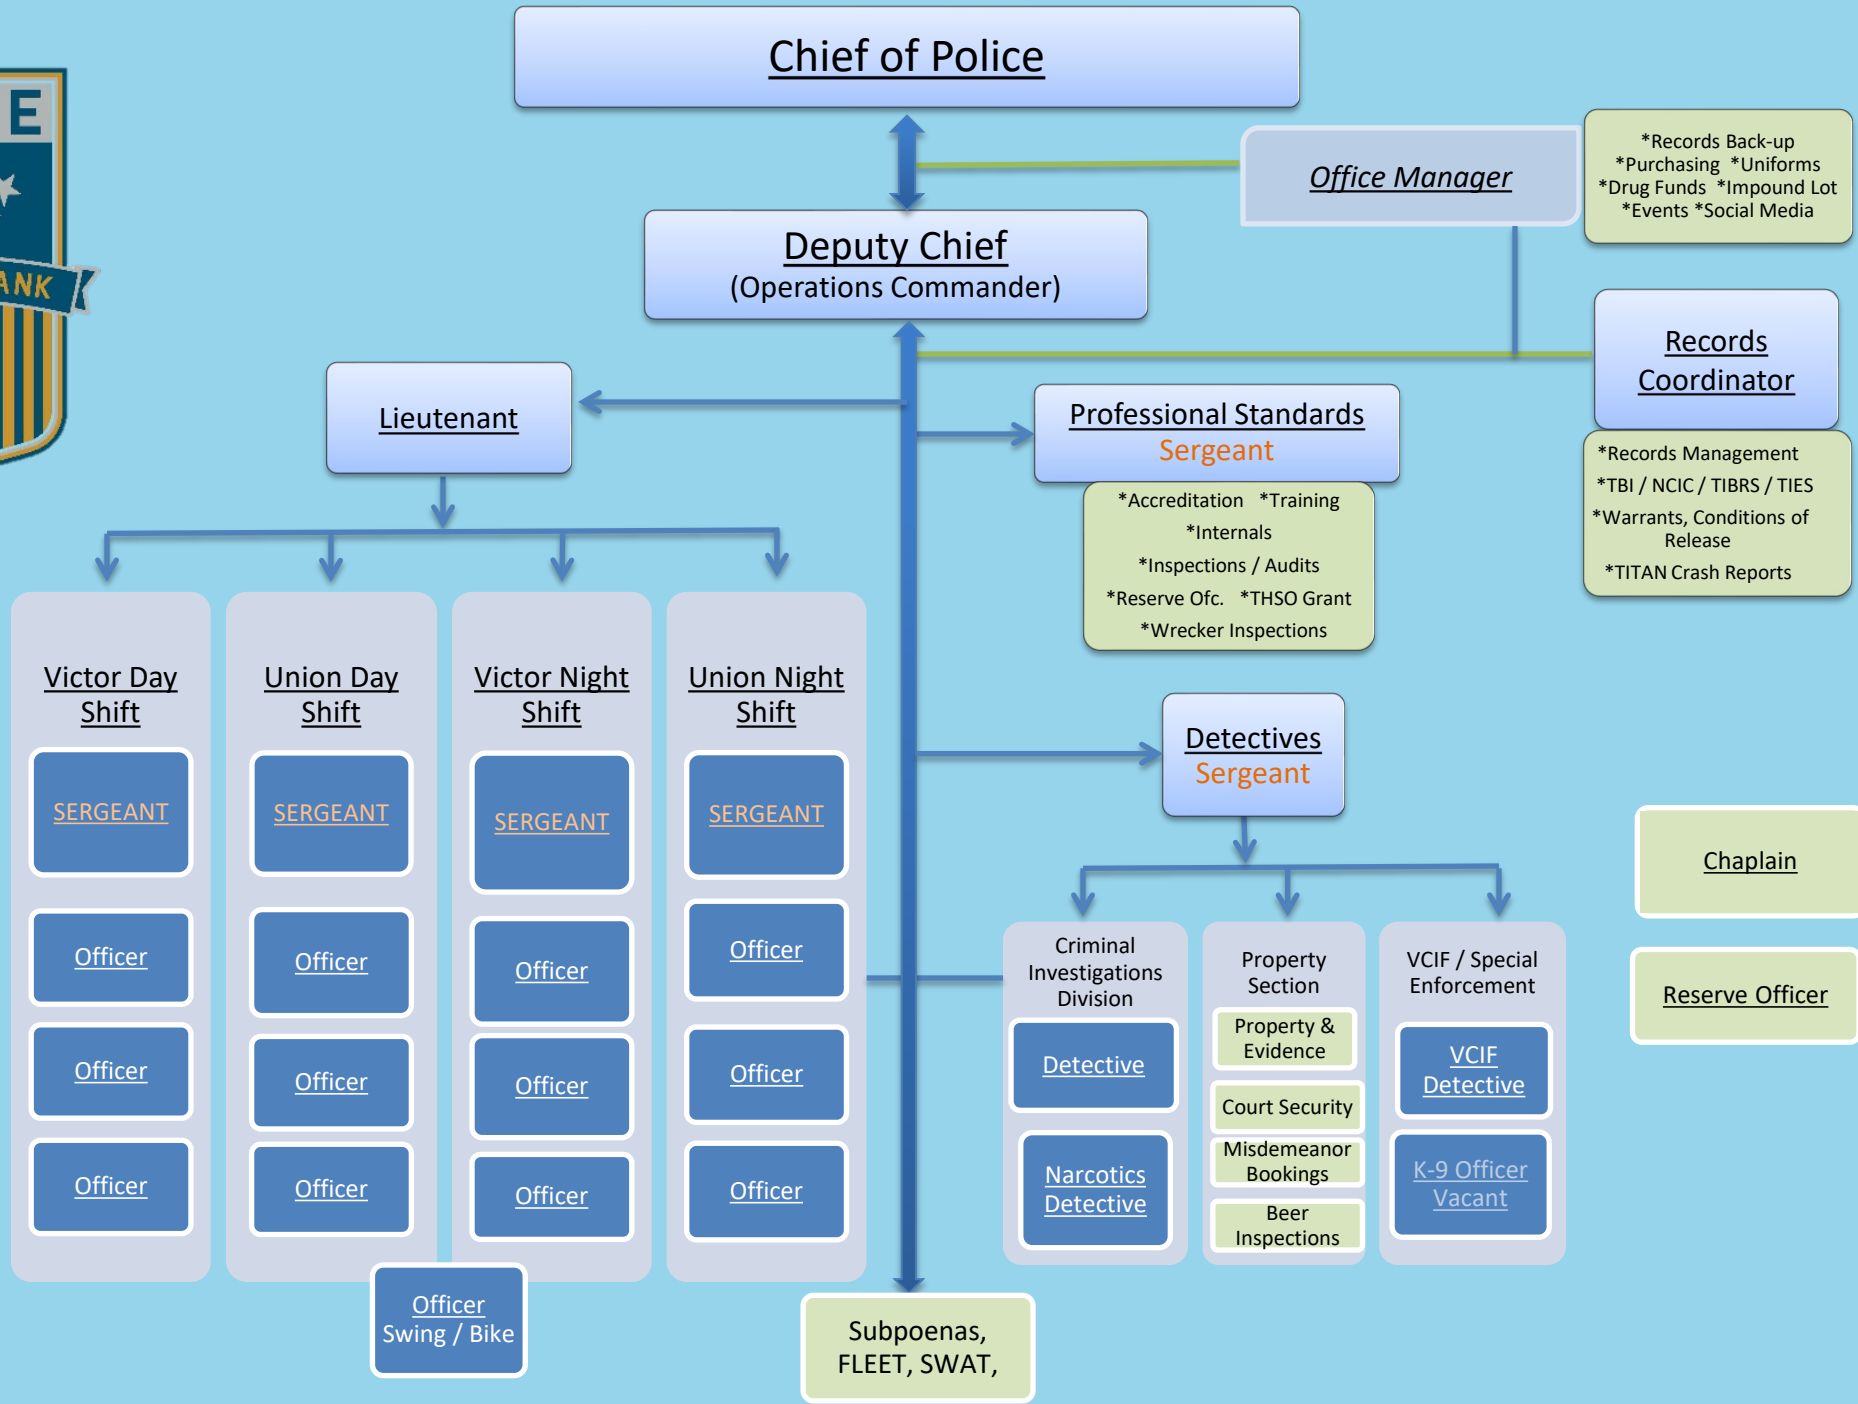 E
ANK
Chief of Police
Office Manager
*Records Back-up
*Purchasing *Uniforms
*Drug Funds *Impound Lot
*Events *Social Media
Deputy Chief
(Operations Commander)
Records
Coordinator
*Records Management
*TBI / NCIC / TIBRS / TIES
*Warrants, Conditions of
Release
*TITAN Crash Reports
Lieutenant
Professional Standards
Sergeant
*Accreditation *Training
*Internals
*Inspections / Audits
*Reserve Ofc. *THSO Grant
*Wrecker Inspections
Victor Day
Shift
SERGEANT
Officer
Officer
Officer
Union Day
Shift
SERGEANT
Officer
Officer
Officer
Victor Night
Shift
SERGEANT
Officer
Officer
Officer
Union Night
Shift
SERGEANT
Officer
Officer
Officer
Officer
Swing / Bike
Detectives
Sergeant
Criminal
Investigations
Division
Detective
Narcotics
Detective
Property
Section
Property &
Evidence
Court Security
Misdemeanor
Bookings
Beer
Inspections
VCIF / Special
Enforcement
VCIF
Detective
K-9 Officer
Vacant
Chaplain
Reserve Officer
Subpoenas,
FLEET, SWAT,